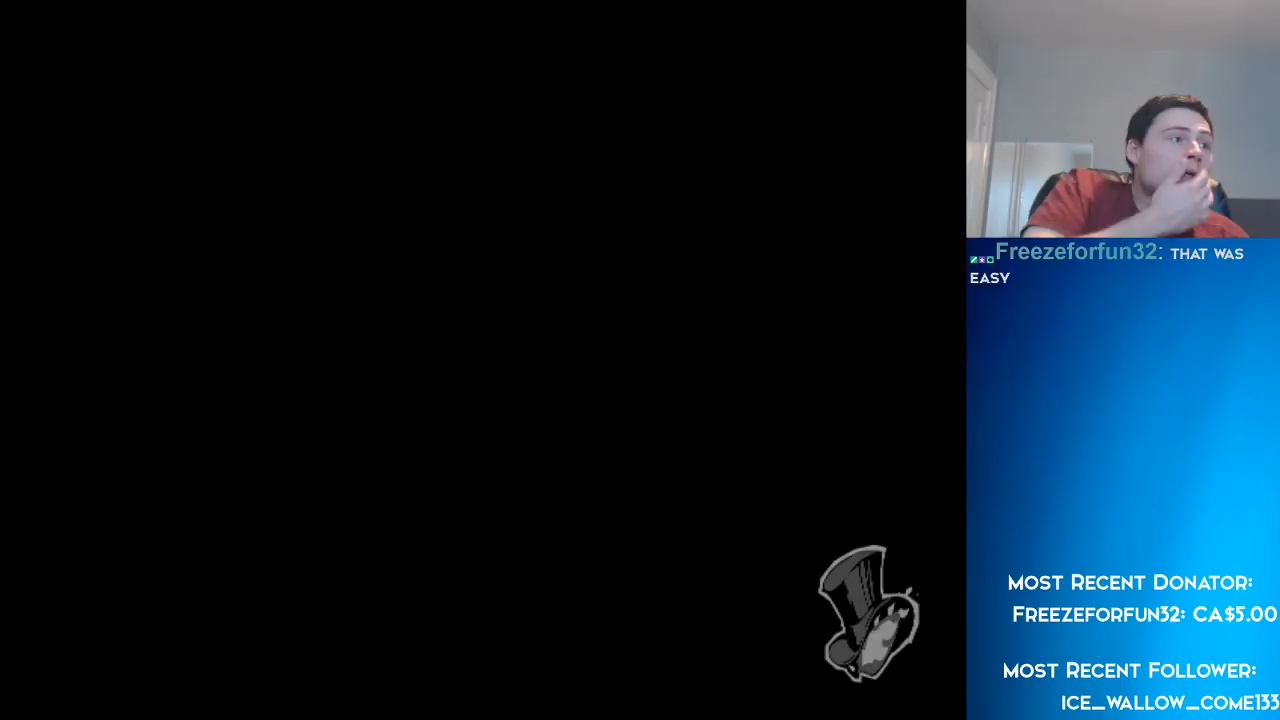 Freezeforfun32: THAT WAS
EASY
MOST RECENT DONATOR:
FREEZEFORFUN32: CA$5.00
MOST RECENT FOLLOWER:
ICE_WALLOW_COME133